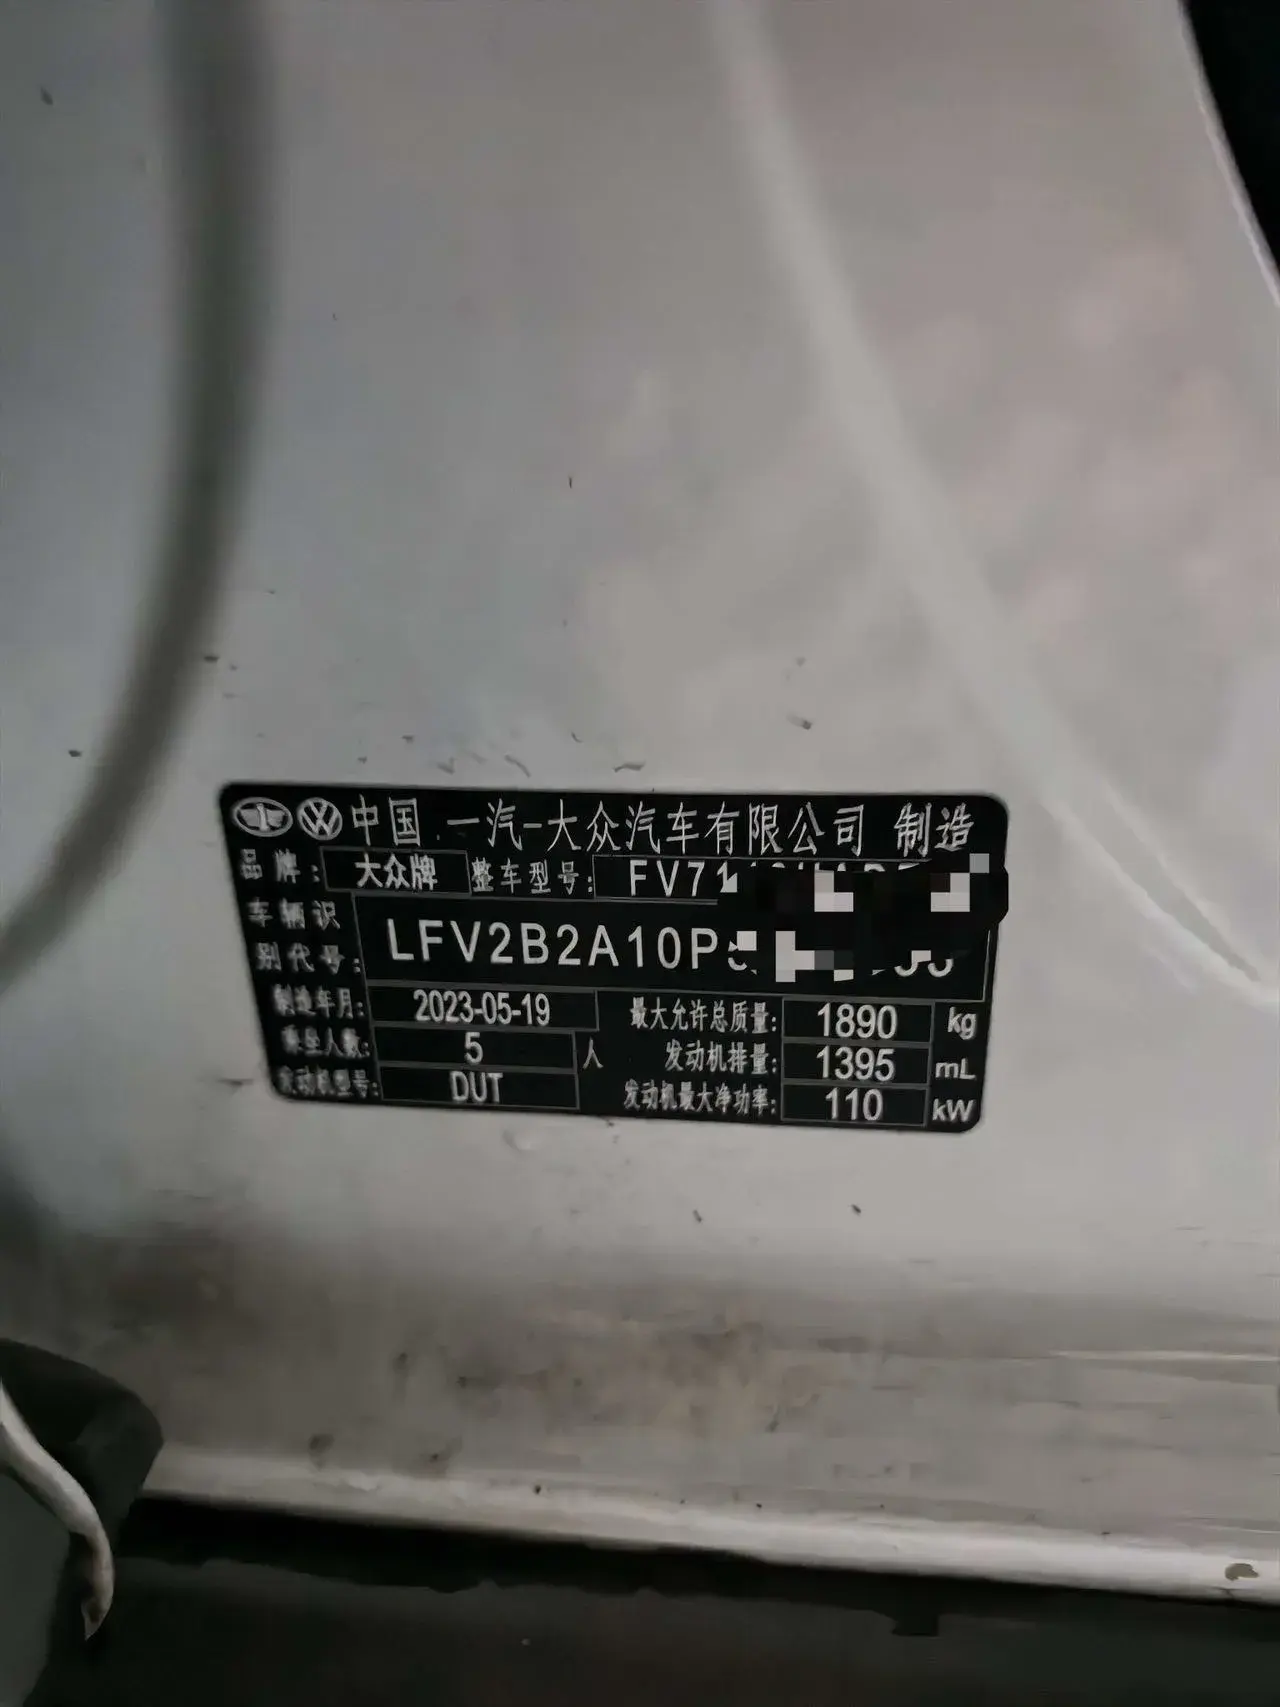 中国 一汽-大众汽车有限公司 制造
品牌: 大众牌 整车型号: FV71
车辆识别代号: LFV2B2A10P
制造年月: 2023-05-19 最大允许总质量: 1890 kg
乘坐人数: 5 人 发动机排量: 1395 mL
发动机型号: DUT 发动机最大净功率: 110 kW